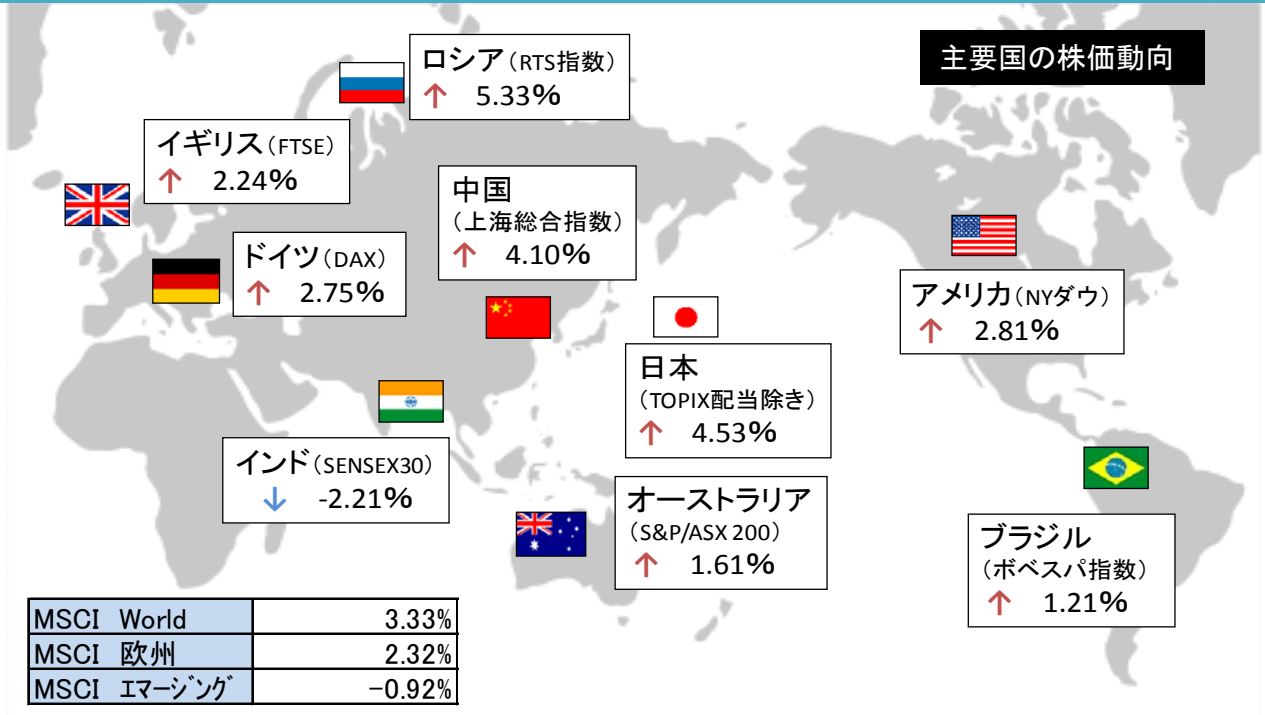 主要国の株価動向
ロシア(RTS指数)
↑ 5.33%
イギリス(FTSE)
↑ 2.24%
中国
(上海総合指数)
↑ 4.10%
ドイツ(DAX)
↑ 2.75%
アメリカ(NYダウ)
↑ 2.81%
日本
(TOPIX配当除き)
↑ 4.53%
インド(SENSEX30)
↓ -2.21%
オーストラリア
(S&P/ASX 200)
↑ 1.61%
ブラジル
(ボベスパ指数)
↑ 1.21%
MSCI World 3.33%
MSCI 欧州 2.32%
MSCI エマージング -0.92%